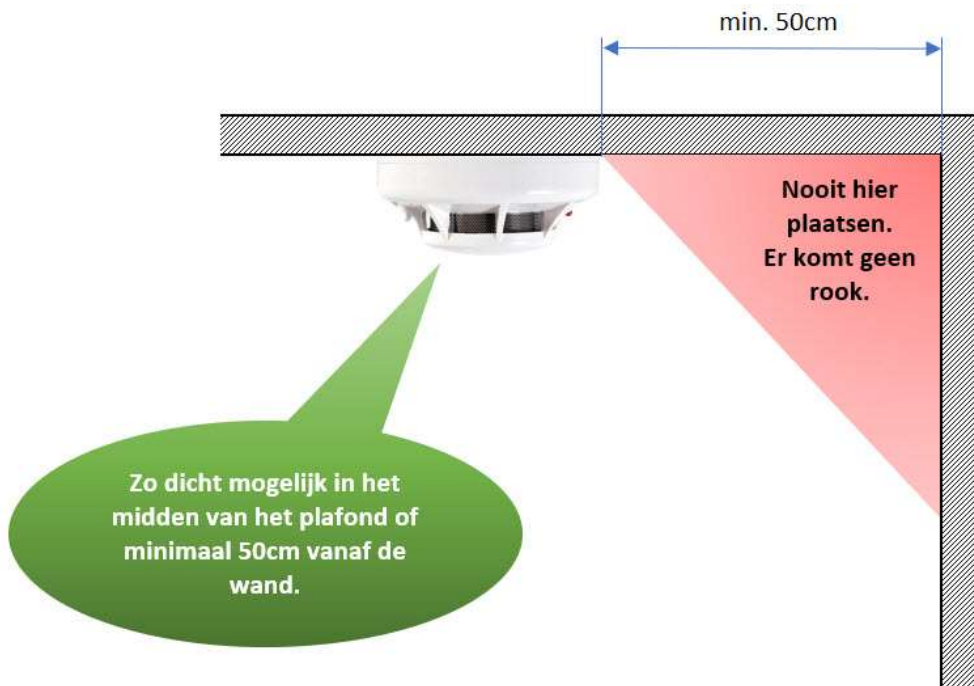 min. 50cm
Nooit hier
plaatsen.
Er komt geen
rook.
Zo dicht mogelijk in het
midden van het plafond of
minimaal 50cm vanaf de
wand.